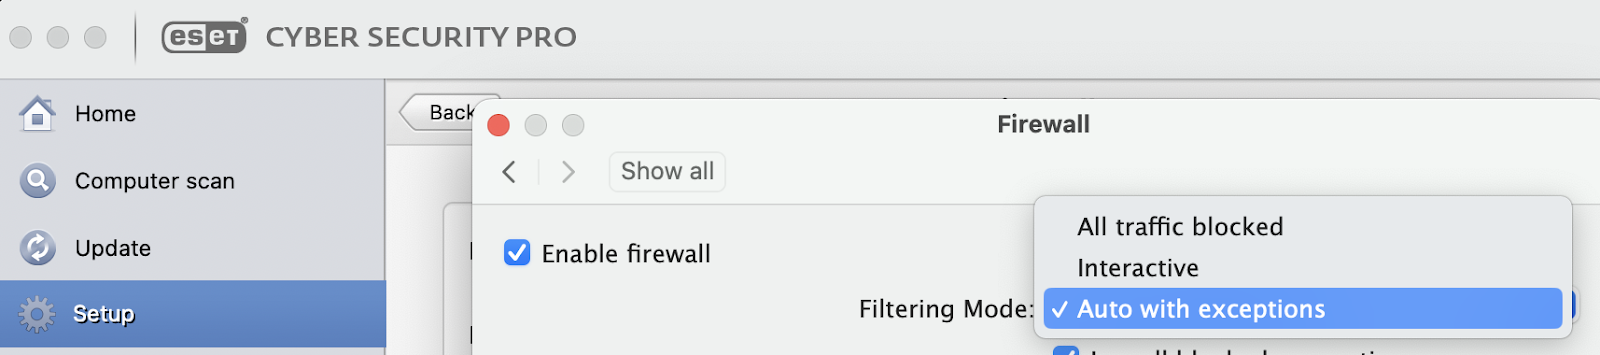 eseT CYBER SECURITY PRO
Home
Back
Firewall
Computer scan
Show all
Update
All traffic blocked
Enable firewall
Interactive
Setup
Filtering Mode:
✓ Auto with exceptions